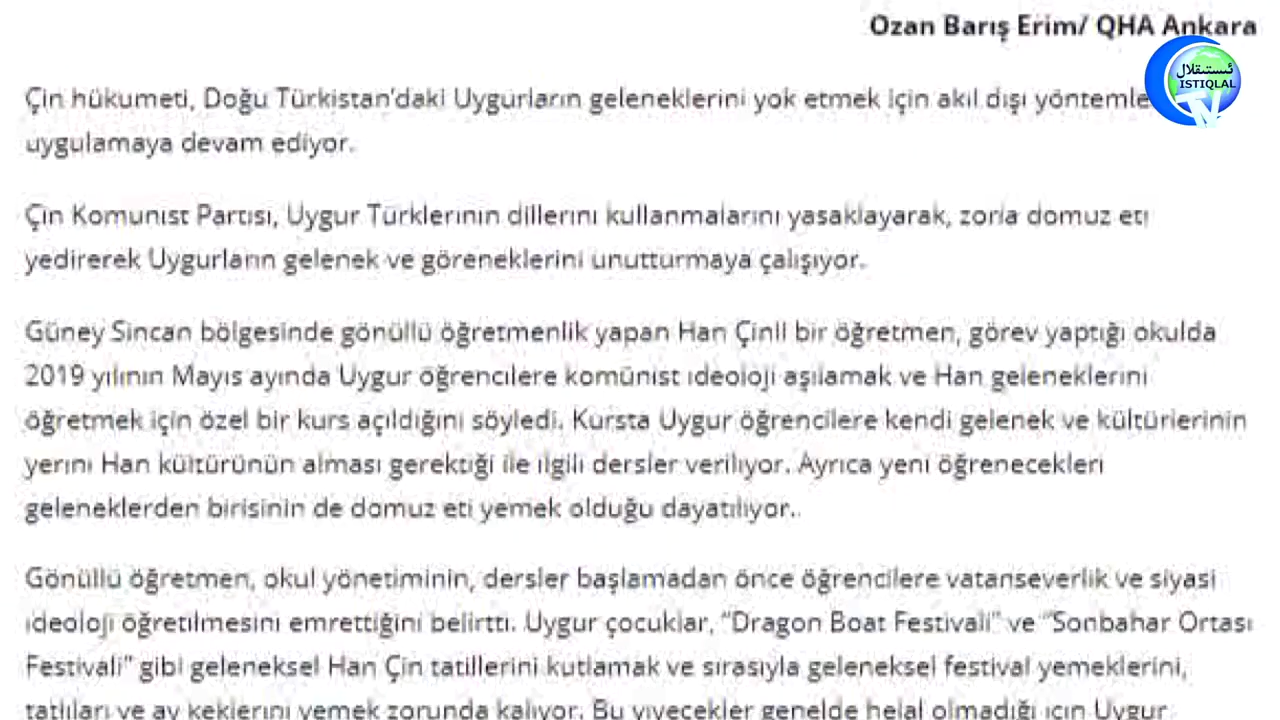 Ozan Barış Erim/ QHA Ankara
ئىستىقلال
ISTIQLAL
TV
Çin hükumeti, Doğu Türkistan'daki Uygurların geleneklerini yok etmek için akıl dışı yöntemle
uygulamaya devam ediyor.
Çin Komünist Partisi, Uygur Türklerinin dillerini kullanmalarını yasaklayarak, zorla domuz eti
yedirerek Uygurların gelenek ve göreneklerini unutturmaya çalışıyor.
Güney Sincan bölgesinde gönüllü öğretmenlik yapan Han Çinli bir öğretmen, görev yaptığı okulda
2019 yılının Mayıs ayında Uygur öğrencilere komünist ideoloji aşılamak ve Han geleneklerini
öğretmek için özel bir kurs açıldığını söyledi. Kursta Uygur öğrencilere kendi gelenek ve kültürlerinin
yerini Han kültürünün alması gerektiği ile ilgili dersler veriliyor. Ayrıca yeni öğrenecekleri
geleneklerden birisinin de domuz eti yemek olduğu dayatılıyor..
Gönüllü öğretmen, okul yönetiminin, dersler başlamadan önce öğrencilere vatanseverlik ve siyasi
ideoloji öğretilmesini emrettiğini belirtti. Uygur çocuklar, "Dragon Boat Festivali" ve "Sonbahar Ortası
Festivali" gibi geleneksel Han Çin tatillerini kutlamak ve sırasıyla geleneksel festival yemeklerini,
tatlıları ve ay keklerini yemek zorunda kalıyor. Bu yiyecekler genelde helal olmadığı için Uygur